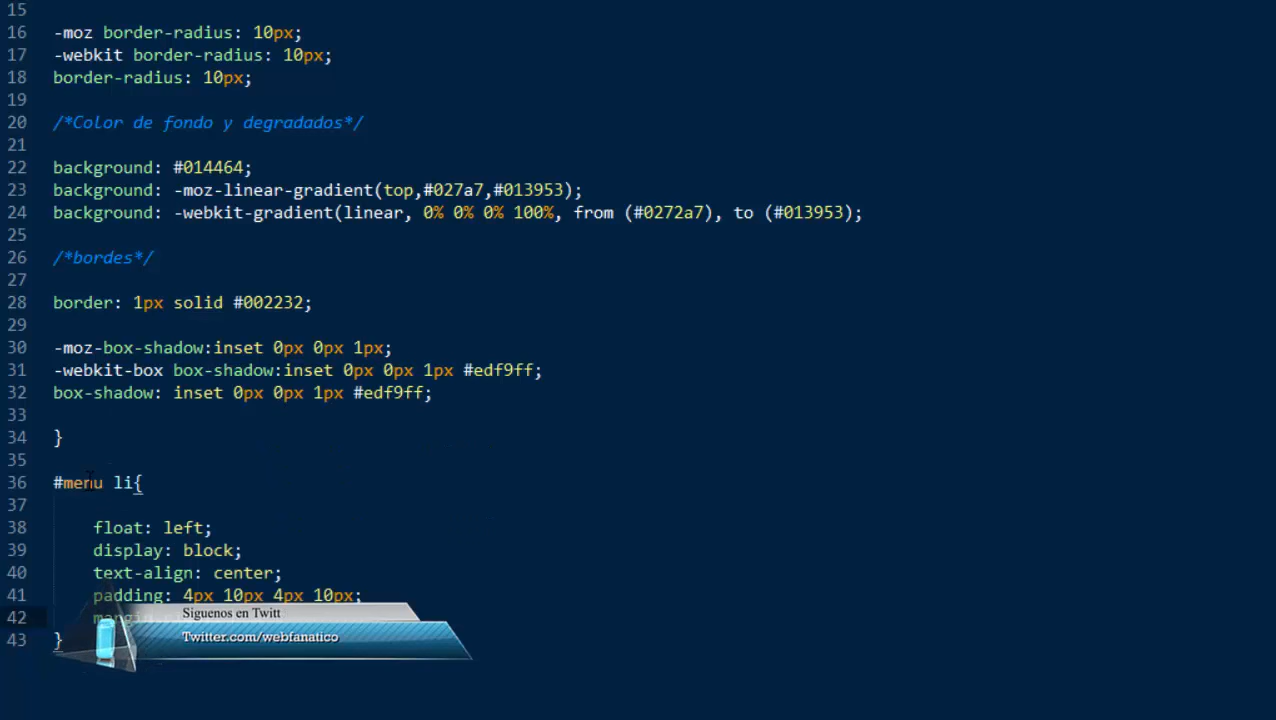 15
16 -moz border-radius: 10px;
17 -webkit border-radius: 10px;
18 border-radius: 10px;
19
20 /*Color de fondo y degradados*/
21
22 background: #014464;
23 background: -moz-linear-gradient(top,#027a7,#013953);
24 background: -webkit-gradient(linear, 0% 0% 0% 100%, from (#0272a7), to (#013953);
25
26 /*bordes*/
27
28 border: 1px solid #002232;
29
30 -moz-box-shadow:inset 0px 0px 1px;
31 -webkit-box box-shadow:inset 0px 0px 1px #edf9ff;
32 box-shadow: inset 0px 0px 1px #edf9ff;
33
34 }
35
36 #menu li{
37
38 float: left;
39 display: block;
40 text-align: center;
41 padding: 4px 10px 4px 10px;
42
43 }
Siguenos en Twitt
Twitter.com/webfanatico